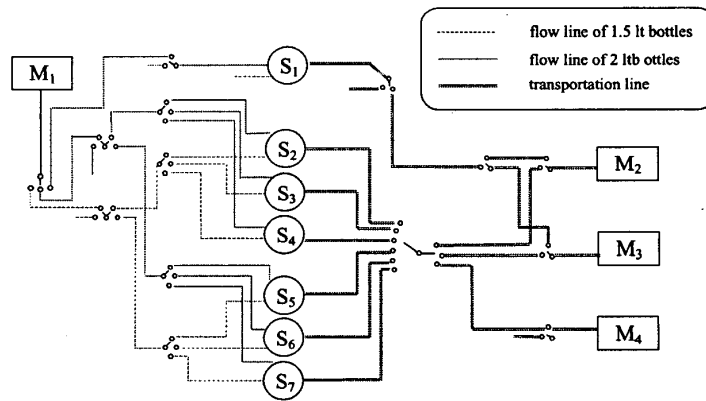 flow line of 1.5 lt bottles
flow line of 2 ltb ottles
transportation line
M1
S1
S2
S3
S4
S5
S6
S7
M2
M3
M4